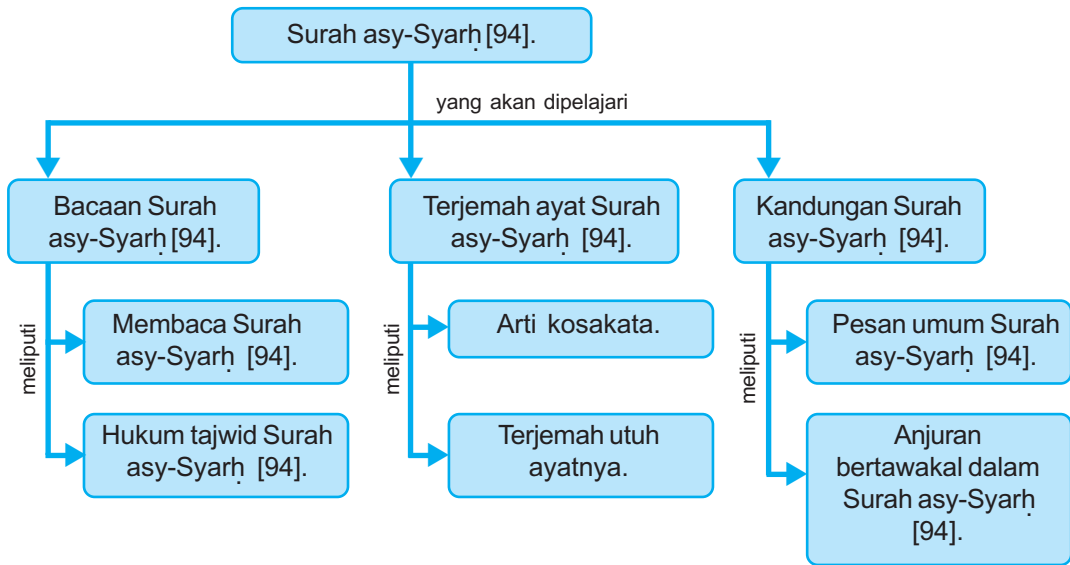 Surah asy-Syarḥ [94].
yang akan dipelajari
Bacaan Surah
asy-Syarḥ [94].
meliputi
Membaca Surah
asy-Syarḥ [94].
Hukum tajwid Surah
asy-Syarḥ [94].
Terjemah ayat Surah
asy-Syarḥ [94].
meliputi
Arti kosakata.
Terjemah utuh
ayatnya.
Kandungan Surah
asy-Syarḥ [94].
meliputi
Pesan umum Surah
asy-Syarḥ [94].
Anjuran
bertawakal dalam
Surah asy-Syarḥ
[94].